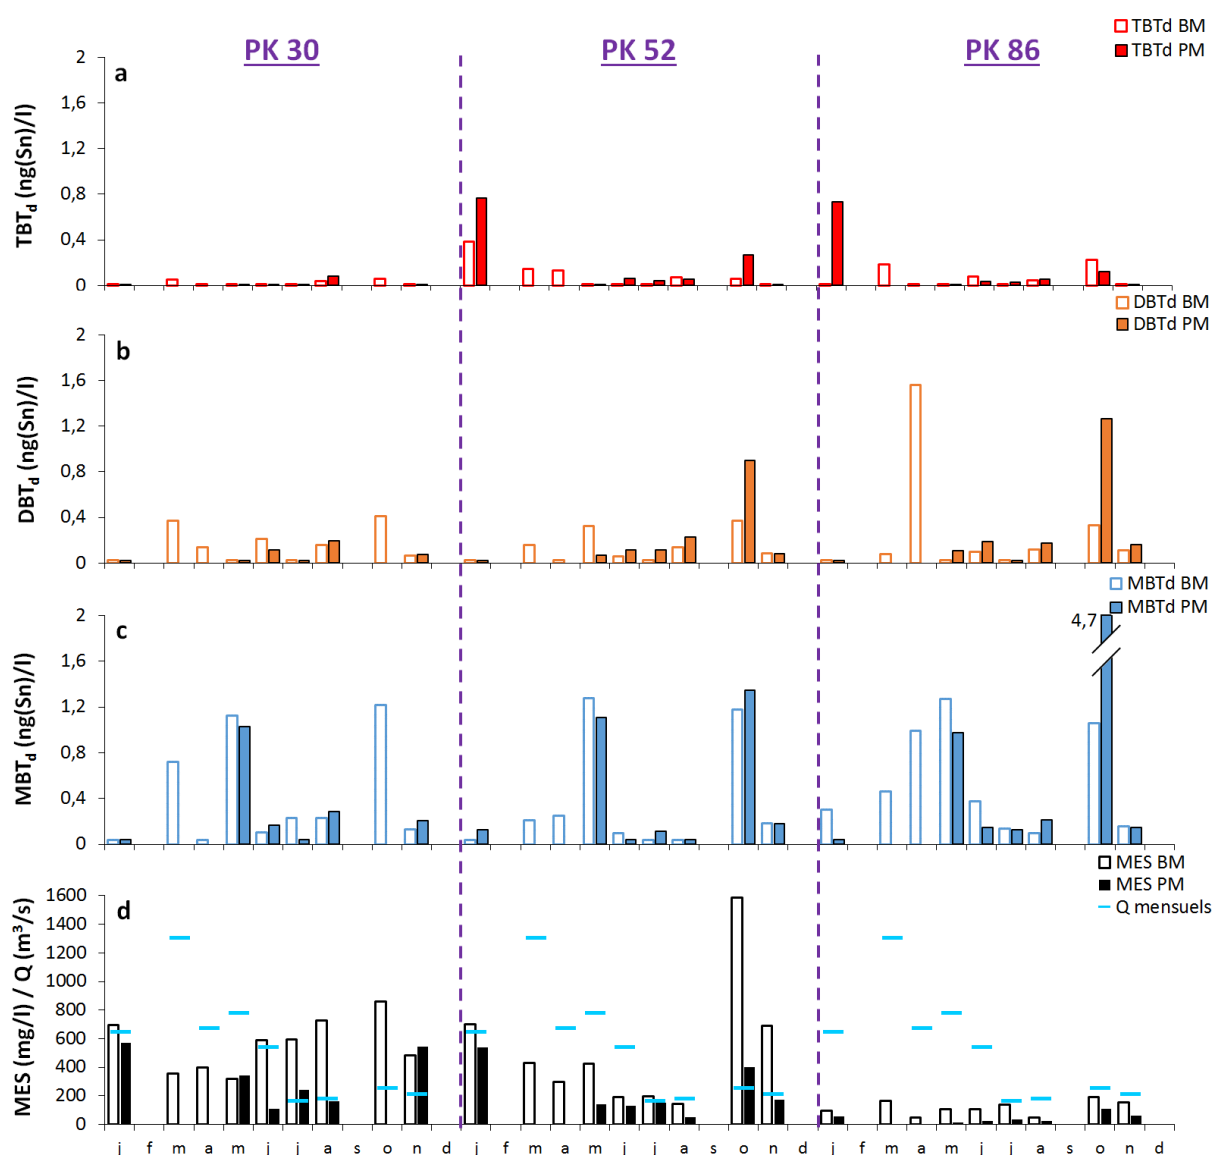 PK 30 PK 52 PK 86
TBTd BM
TBTd PM
a
TBTd (ng(Sn)/l)
2
1,6
1,2
0,8
0,4
0
DBTd BM
DBTd PM
b
DBTd (ng(Sn)/l)
2
1,6
1,2
0,8
0,4
0
MBTd BM
MBTd PM
c
4,7
MBTd (ng(Sn)/l)
2
1,6
1,2
0,8
0,4
0
MES BM
MES PM
Q mensuels
d
MES (mg/l) / Q (m³/s)
1600
1400
1200
1000
800
600
400
200
0
j f m a m j j a s o n d j f m a m j j a s o n d j f m a m j j a s o n d